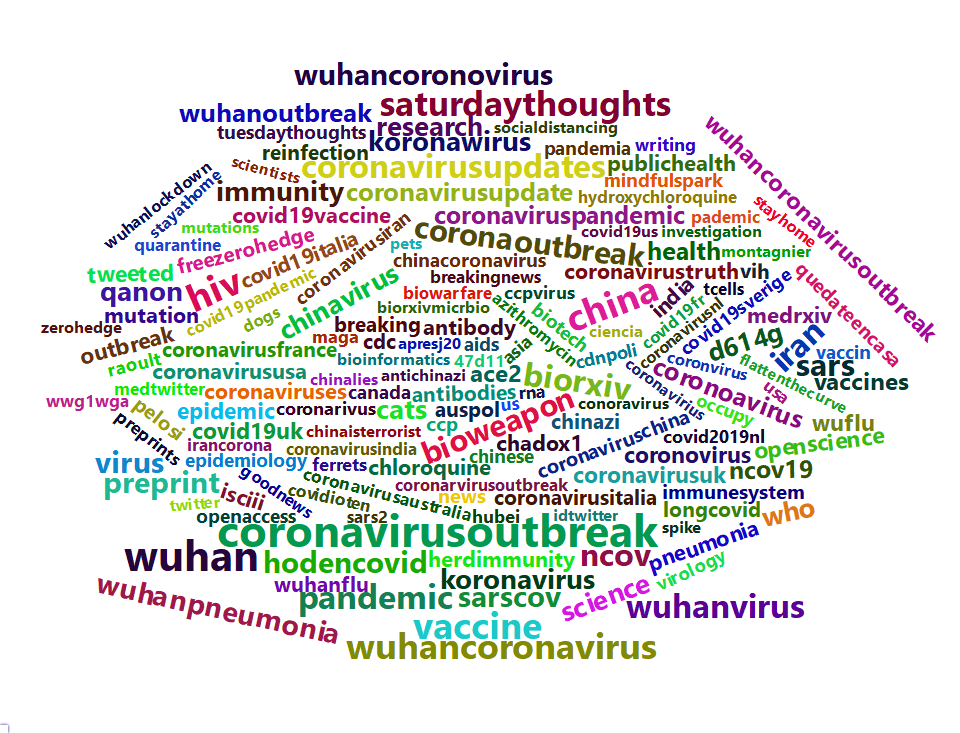 wuhancoronovirus
saturdaythoughts
wuhanoutbreak
research
socialdistancing
tuesdaythoughts
koronawirus
wuhancoronavirusoutbreak
reinfection
pandemia
writing
scientists
coronavirusupdates
publichealth
mindfulspark
wuhanlockdown
stayathome
immunity
coronavirusupdate
hydroxychloroquine
stayhome
covid19vaccine
coronaviruspandemic
pademic
mutations
coronaoutbreak
covid19us
investigation
quarantine
freezerohedge
covid19italia
coronavirusiran
pets
health
montagnier
tweeted
chinacoronavirus
coronavirustruth
vih
quedateencasa
qanon
hiv
covid19pandemic
chinavirus
breakingnews
china
india
tcells
covid19sverige
mutation
dogs
biowarfare
ccpvirus
covid19fr
coronavirusnl
medrxiv
zerohedge
biorxivmicrbio
azithromycin
biotech
outbreak
maga
breaking
antibody
ciencia
d614g
iran
raoult
coronavirusfrance
cdc
apresj20
aids
asia
cdnpoli
coronvirus
flattenthecurve
vaccin
sars
bioinformatics
47d11
coronavirususa
chinalies
antichinazi
ace2
biorxiv
coronavirius
coronoavirus
usa
vaccines
medtwitter
coronaviruses
canada
antibodies
rna
wwg1wga
pelosi
epidemic
coronarivus
cats
auspol
us
bioweapon
conoravirus
occupy
preprints
covid19uk
chinaisterrorist
ccp
chinazi
wuflu
irancorona
coronavirusindia
chadox1
coronaviruschina
covid2019nl
openscience
virus
epidemiology
ferrets
chloroquine
chinese
coronovirus
preprint
goodnews
coronavirusaustralia
coronarvirusoutbreak
coronavirusuk
ncov19
isciii
covidioten
news
coronavirusitalia
immunesystem
twitter
openaccess
sars2
hubei
idtwitter
longcovid
coronavirusoutbreak
spike
who
wuhan
hodencovid
herdimmunity
ncov
pneumonia
wuhanflu
koronavirus
science
virology
wuhanpneumonia
pandemic
sarscov
wuhanvirus
vaccine
wuhancoronavirus